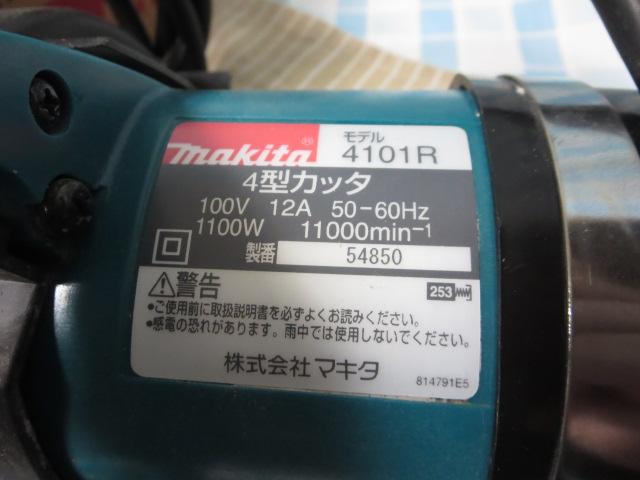 makita® モデル 4101R
4型カッタ
100V 12A 50-60Hz
1100W 11000min-1
製番 54850
⚠警告 253
•ご使用前に取扱説明書を必ずよくお読みください。
•感電の恐れがあります。雨中では使用しないでください。
株式会社 マキタ 814791E5